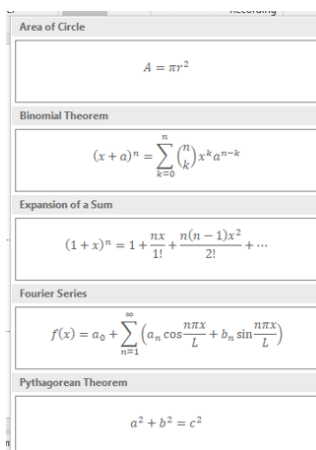 Recording
Area of Circle
A = πr²
Binomial Theorem
(x + a)ⁿ = ∑ₖ₌₀ⁿ (n k) xᵏaⁿ⁻ᵏ
Expansion of a Sum
(1 + x)ⁿ = 1 + nx/1! + n(n − 1)x²/2! + ⋯
Fourier Series
f(x) = a₀ + ∑ₙ₌₁^∞ (aₙ cos nπx/L + bₙ sin nπx/L)
Pythagorean Theorem
a² + b² = c²